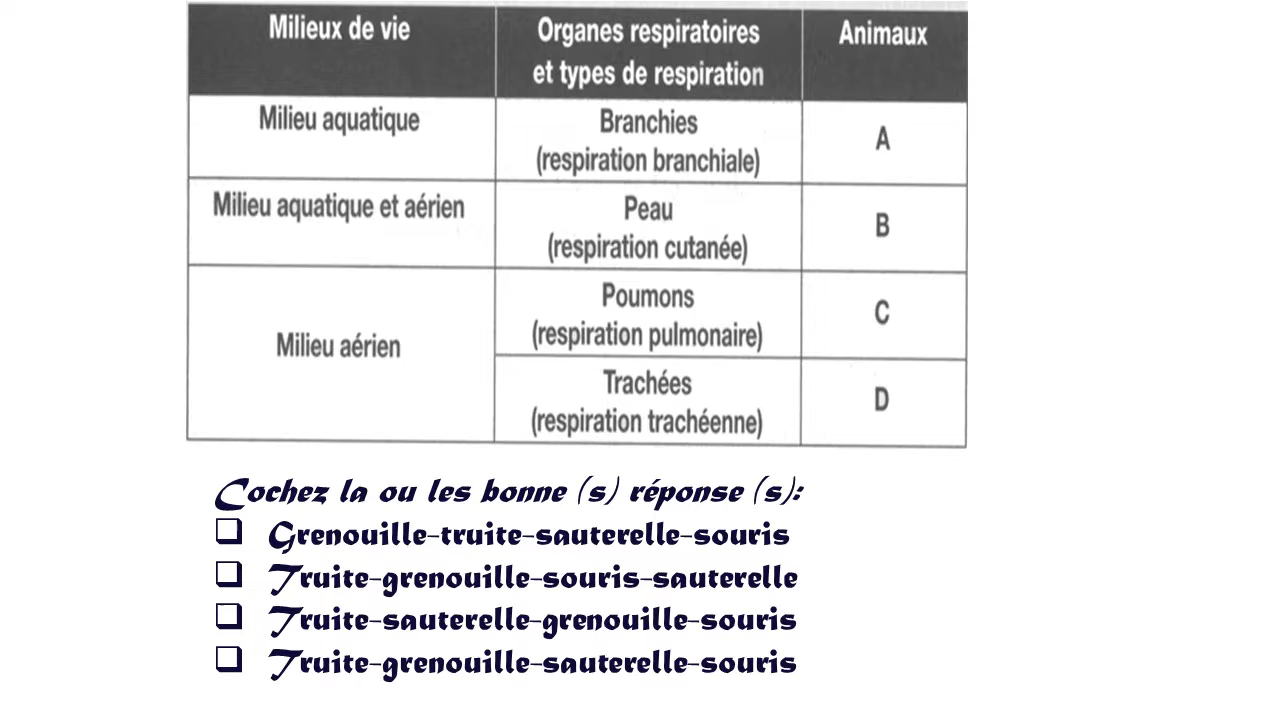 Milieux de vie
Organes respiratoires
et types de respiration
Animaux
Milieu aquatique
Branchies
(respiration branchiale)
A
Milieu aquatique et aérien
Peau
(respiration cutanée)
B
Milieu aérien
Poumons
(respiration pulmonaire)
C
Trachées
(respiration trachéenne)
D
Cochez la ou les bonne (s) réponse (s):
❑ Grenouille-truite-sauterelle-souris
❑ Truite-grenouille-souris-sauterelle
❑ Truite-sauterelle-grenouille-souris
❑ Truite-grenouille-sauterelle-souris